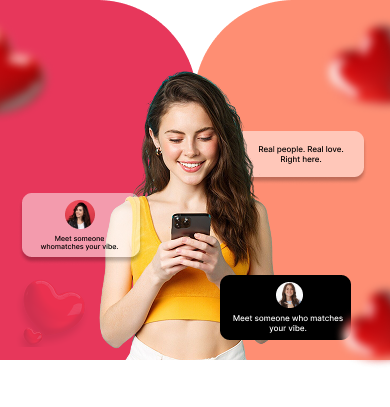 Real people. Real love.
Right here.
Meet someone
whomatches your vibe.
Meet someone who matches
your vibe.